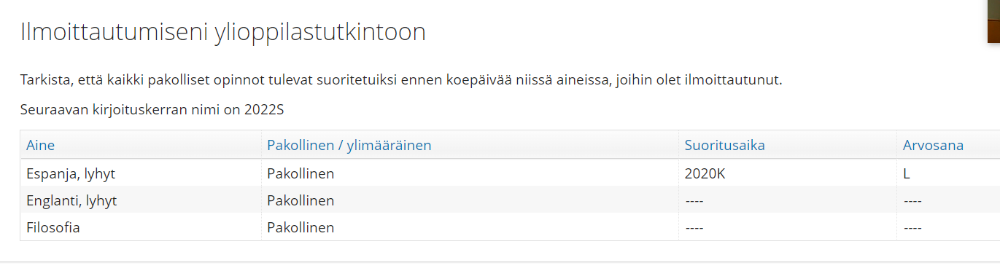 Ilmoittautumiseni ylioppilastutkintoon
Tarkista, että kaikki pakolliset opinnot tulevat suoritetuiksi ennen koepäivää niissä aineissa, joihin olet ilmoittautunut.
Seuraavan kirjoituskerran nimi on 2022S
Aine Pakollinen / ylimääräinen Suoritusaika Arvosana
Espanja, lyhyt Pakollinen 2020K L
Englanti, lyhyt Pakollinen ---- ----
Filosofia Pakollinen ---- ----